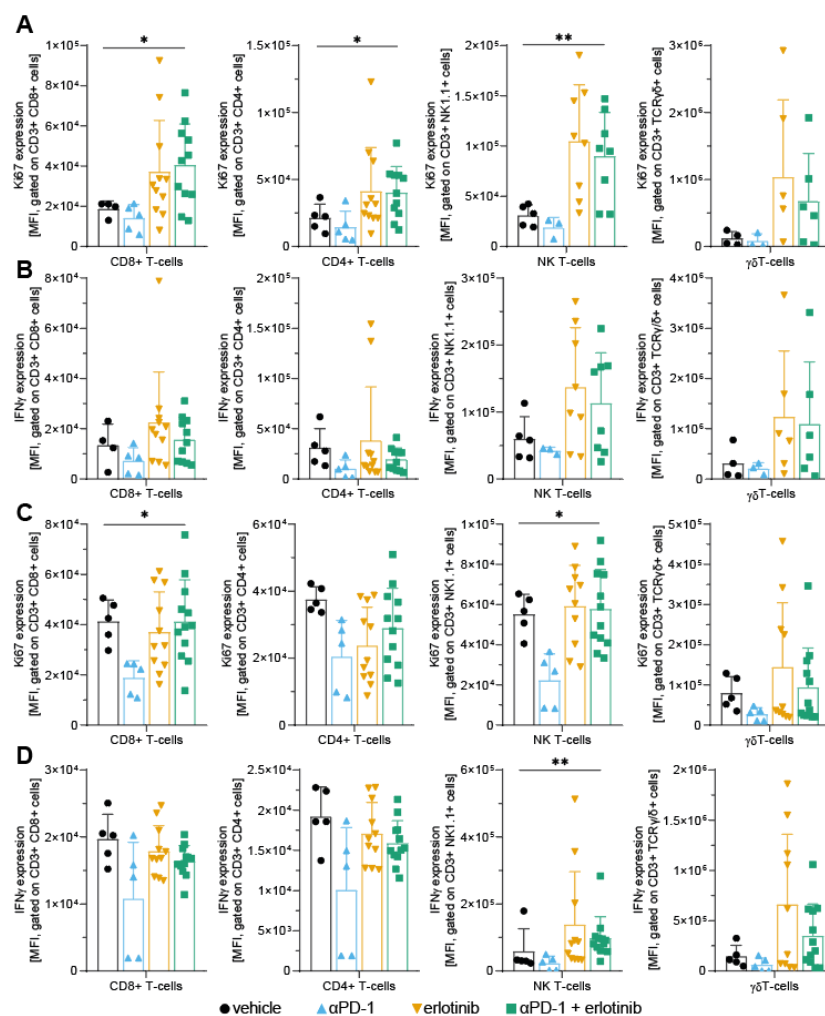 A
Ki67 expression
[MFI, gated on CD3+ CD8+ cells]
1×10⁵
8×10⁴
6×10⁴
4×10⁴
2×10⁴
0
*
CD8+ T-cells
Ki67 expression
[MFI, gated on CD3+ CD4+ cells]
1.5×10⁵
1×10⁵
5×10⁴
0
*
CD4+ T-cells
Ki67 expression
[MFI, gated on CD3+ NK1.1+ cells]
2×10⁵
1.5×10⁵
1×10⁵
5×10⁴
0
**
NK T-cells
Ki67 expression
[MFI, gated on CD3+ TCRγδ+ cells]
3×10⁶
2×10⁶
1×10⁶
0
γδT-cells
B
IFNγ expression
[MFI, gated on CD3+ CD8+ cells]
8×10⁴
6×10⁴
4×10⁴
2×10⁴
0
CD8+ T-cells
IFNγ expression
[MFI, gated on CD3+ CD4+ cells]
2×10⁵
1.5×10⁵
1×10⁵
5×10⁴
0
CD4+ T-cells
IFNγ expression
[MFI, gated on CD3+ NK1.1+ cells]
3×10⁵
2×10⁵
1×10⁵
0
NK T-cells
IFNγ expression
[MFI, gated on CD3+ TCRγ/δ+ cells]
4×10⁶
3×10⁶
2×10⁶
1×10⁶
0
γδT-cells
C
Ki67 expression
[MFI, gated on CD3+ CD8+ cells]
8×10⁴
6×10⁴
4×10⁴
2×10⁴
0
*
CD8+ T-cells
Ki67 expression
[MFI, gated on CD3+ CD4+ cells]
6×10⁴
4×10⁴
2×10⁴
0
CD4+ T-cells
Ki67 expression
[MFI, gated on CD3+ NK1.1+ cells]
1×10⁵
8×10⁴
6×10⁴
4×10⁴
2×10⁴
0
*
NK T-cells
Ki67 expression
[MFI, gated on CD3+ TCRγδ+ cells]
5×10⁵
4×10⁵
3×10⁵
2×10⁵
1×10⁵
0
γδT-cells
D
IFNγ expression
[MFI, gated on CD3+ CD8+ cells]
3×10⁴
2×10⁴
1×10⁴
0
CD8+ T-cells
IFNγ expression
[MFI, gated on CD3+ CD4+ cells]
2.5×10⁴
2×10⁴
1.5×10⁴
1×10⁴
5×10³
0
CD4+ T-cells
IFNγ expression
[MFI, gated on CD3+ NK1.1+ cells]
6×10⁵
4×10⁵
2×10⁵
0
**
NK T-cells
IFNγ expression
[MFI, gated on CD3+ TCRγ/δ+ cells]
2×10⁶
1.5×10⁶
1×10⁶
5×10⁵
0
γδT-cells
vehicle αPD-1 erlotinib αPD-1 + erlotinib